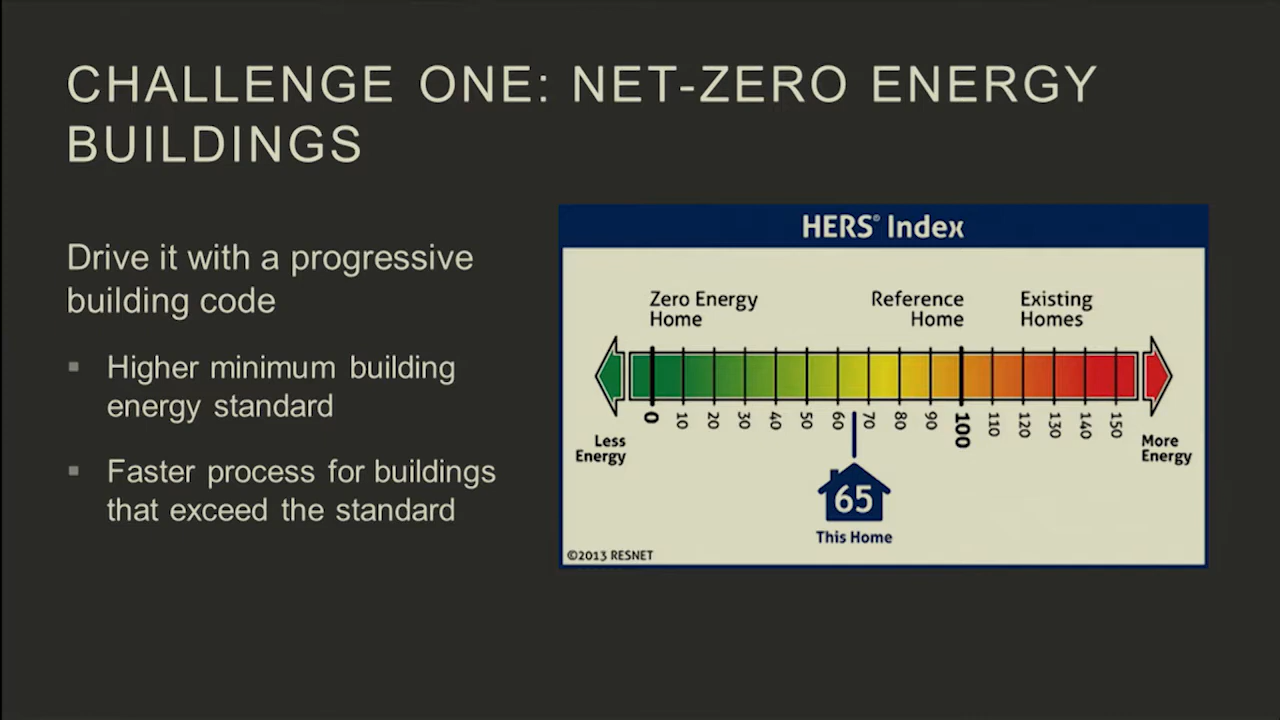 CHALLENGE ONE: NET-ZERO ENERGY
BUILDINGS
Drive it with a progressive
building code
▪ Higher minimum building
energy standard
▪ Faster process for buildings
that exceed the standard
HERS® Index
Zero Energy
Home
Reference
Home
Existing
Homes
0 10 20 30 40 50 60 70 80 90 100 110 120 130 140 150
Less
Energy
More
Energy
65
This Home
©2013 RESNET